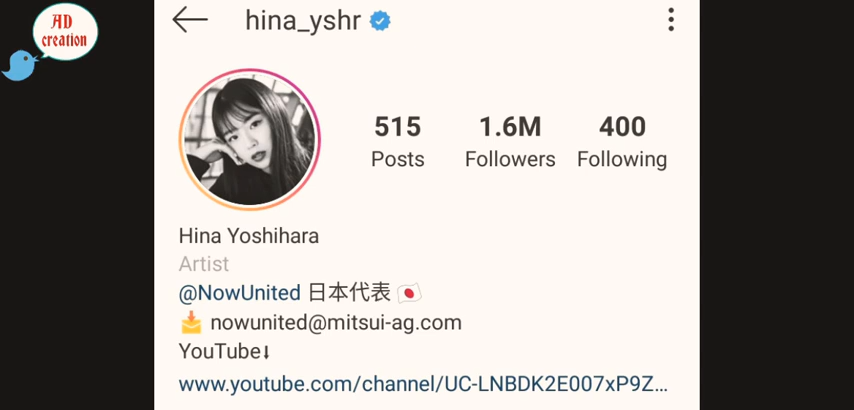 AD
creation
hina_yshr
515
1.6M
400
Posts
Followers
Following
Hina Yoshihara
Artist
@NowUnited 日本代表 🇯🇵
📩 nowunited@mitsui-ag.com
YouTube⬇
www.youtube.com/channel/UC-LNBDK2E007xP9Z...